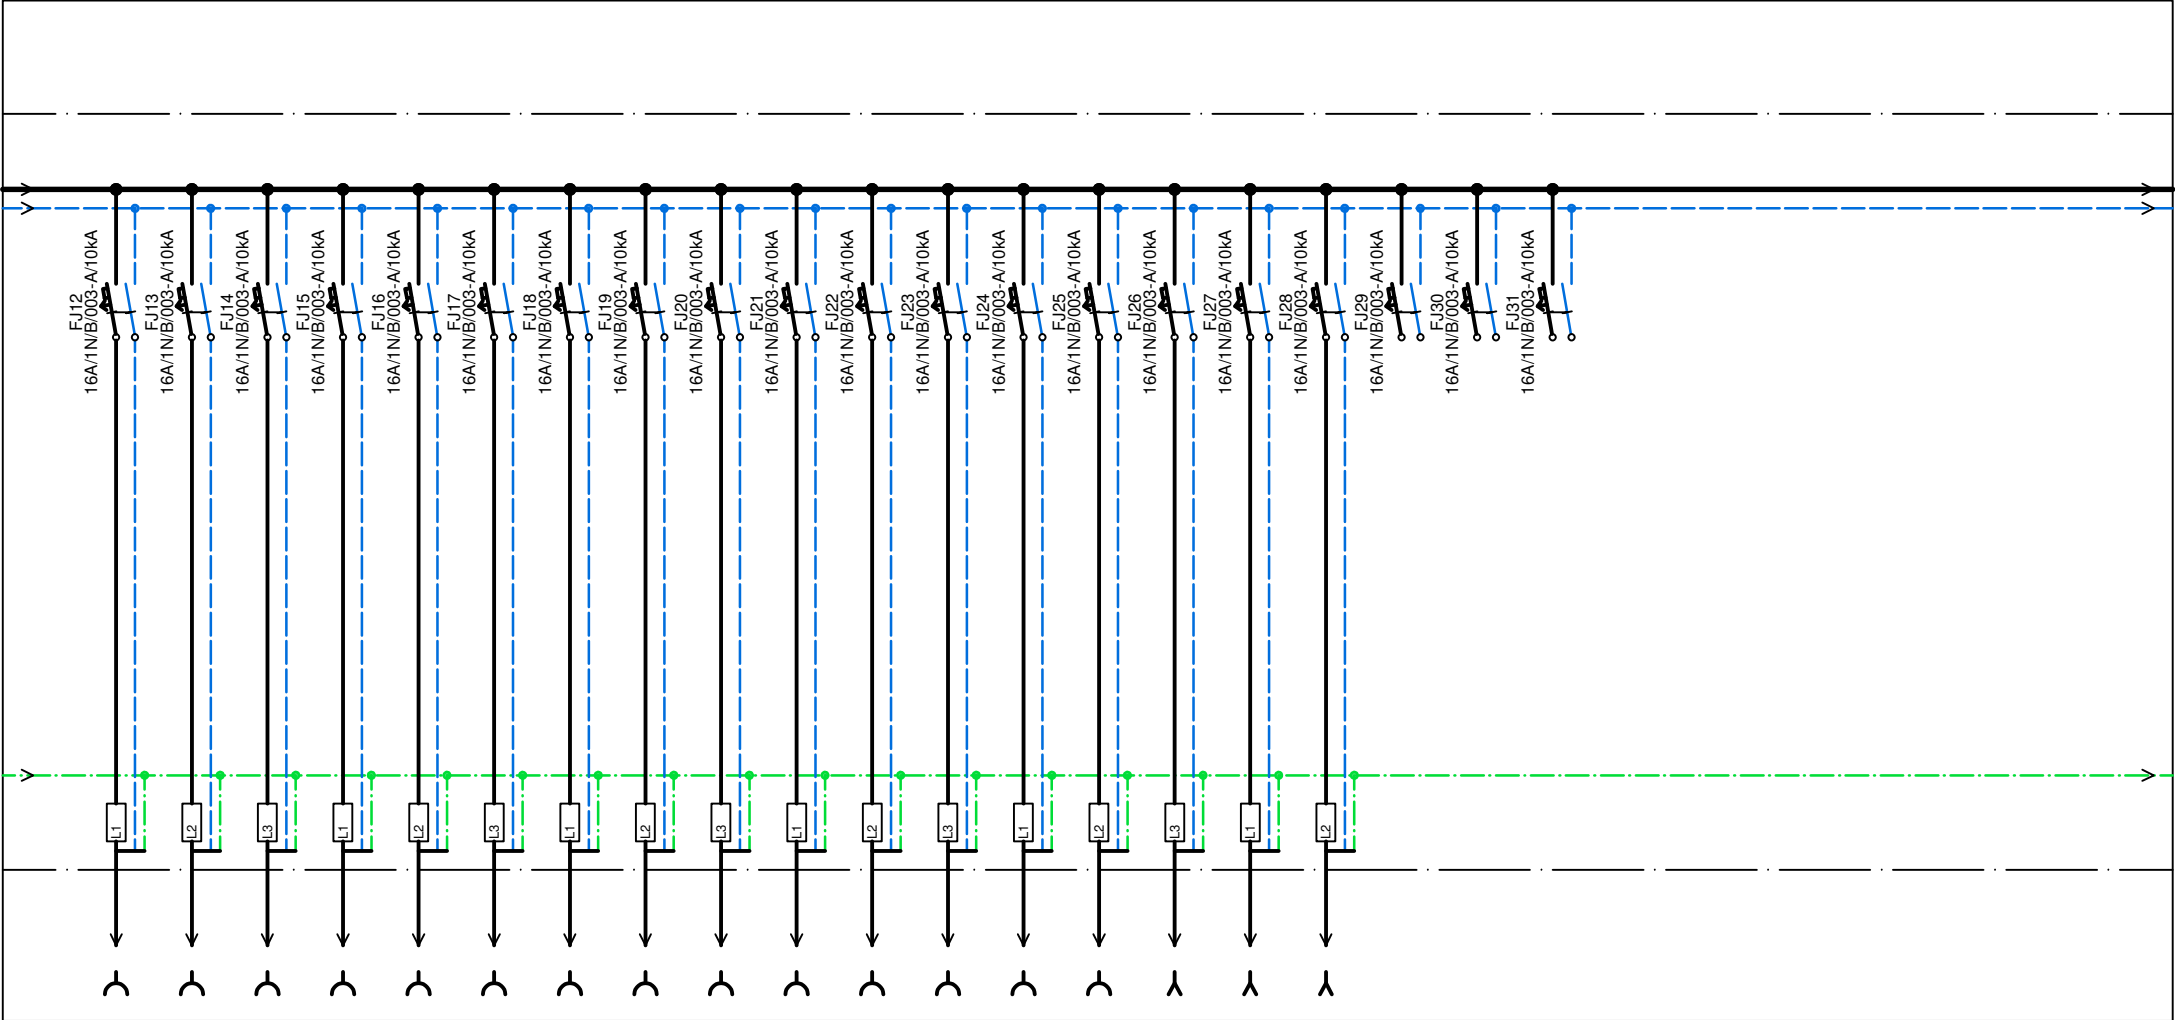 FJ12
16A/1N/B/003-A/10kA
FJ13
16A/1N/B/003-A/10kA
FJ14
16A/1N/B/003-A/10kA
FJ15
16A/1N/B/003-A/10kA
FJ16
16A/1N/B/003-A/10kA
FJ17
16A/1N/B/003-A/10kA
FJ18
16A/1N/B/003-A/10kA
FJ19
16A/1N/B/003-A/10kA
FJ20
16A/1N/B/003-A/10kA
FJ21
16A/1N/B/003-A/10kA
FJ22
16A/1N/B/003-A/10kA
FJ23
16A/1N/B/003-A/10kA
FJ24
16A/1N/B/003-A/10kA
FJ25
16A/1N/B/003-A/10kA
FJ26
16A/1N/B/003-A/10kA
FJ27
16A/1N/B/003-A/10kA
FJ28
16A/1N/B/003-A/10kA
FJ29
16A/1N/B/003-A/10kA
FJ30
16A/1N/B/003-A/10kA
FJ31
16A/1N/B/003-A/10kA
L1
L2
L3
L1
L2
L3
L1
L2
L3
L1
L2
L3
L1
L2
L3
L1
L2